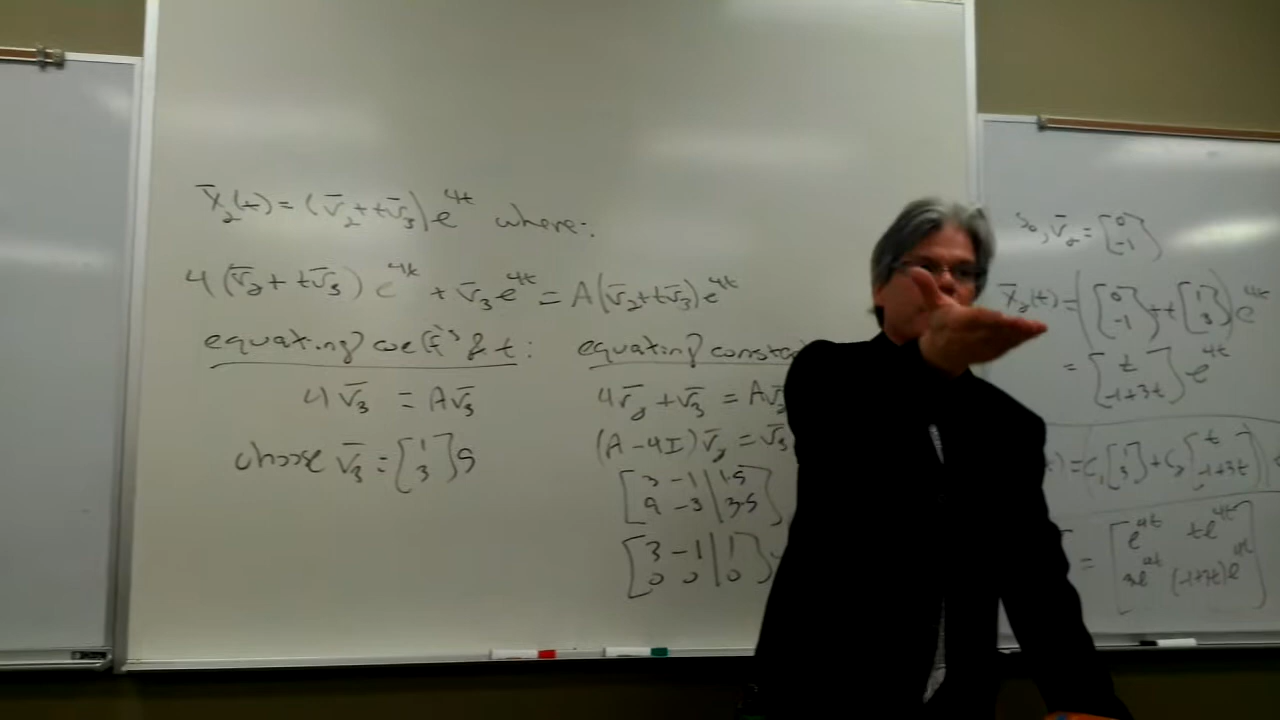 x̄₂(t) = (v̄₂ + tv̄₃)e^4t where:
4(v̄₂ + tv̄₃)e^4t + v̄₃e^4t = A(v̄₂ + tv̄₃)e^4t
equating coeff's & t:
4v̄₃ = Av̄₃
choose v̄₃ = [1; 3]s
equating consta
4v̄₂ + v̄₃ = Av̄₂
(A-4I)v̄₂ = v̄₃
[3 -1 | 1·s; 9 -3 | 3·s]
[3 -1 | 1; 0 0 | 0]
So, v̄₂ = [0; -1]
x̄₂(t) = ([0; -1] + t[1; 3])e^4t
= [t; -1+3t]e^4t
) = (c₁[1; 3] + c₂[t; -1+3t])
= [e^4t te^4t; 3e^4t (-1+3t)e^4t]